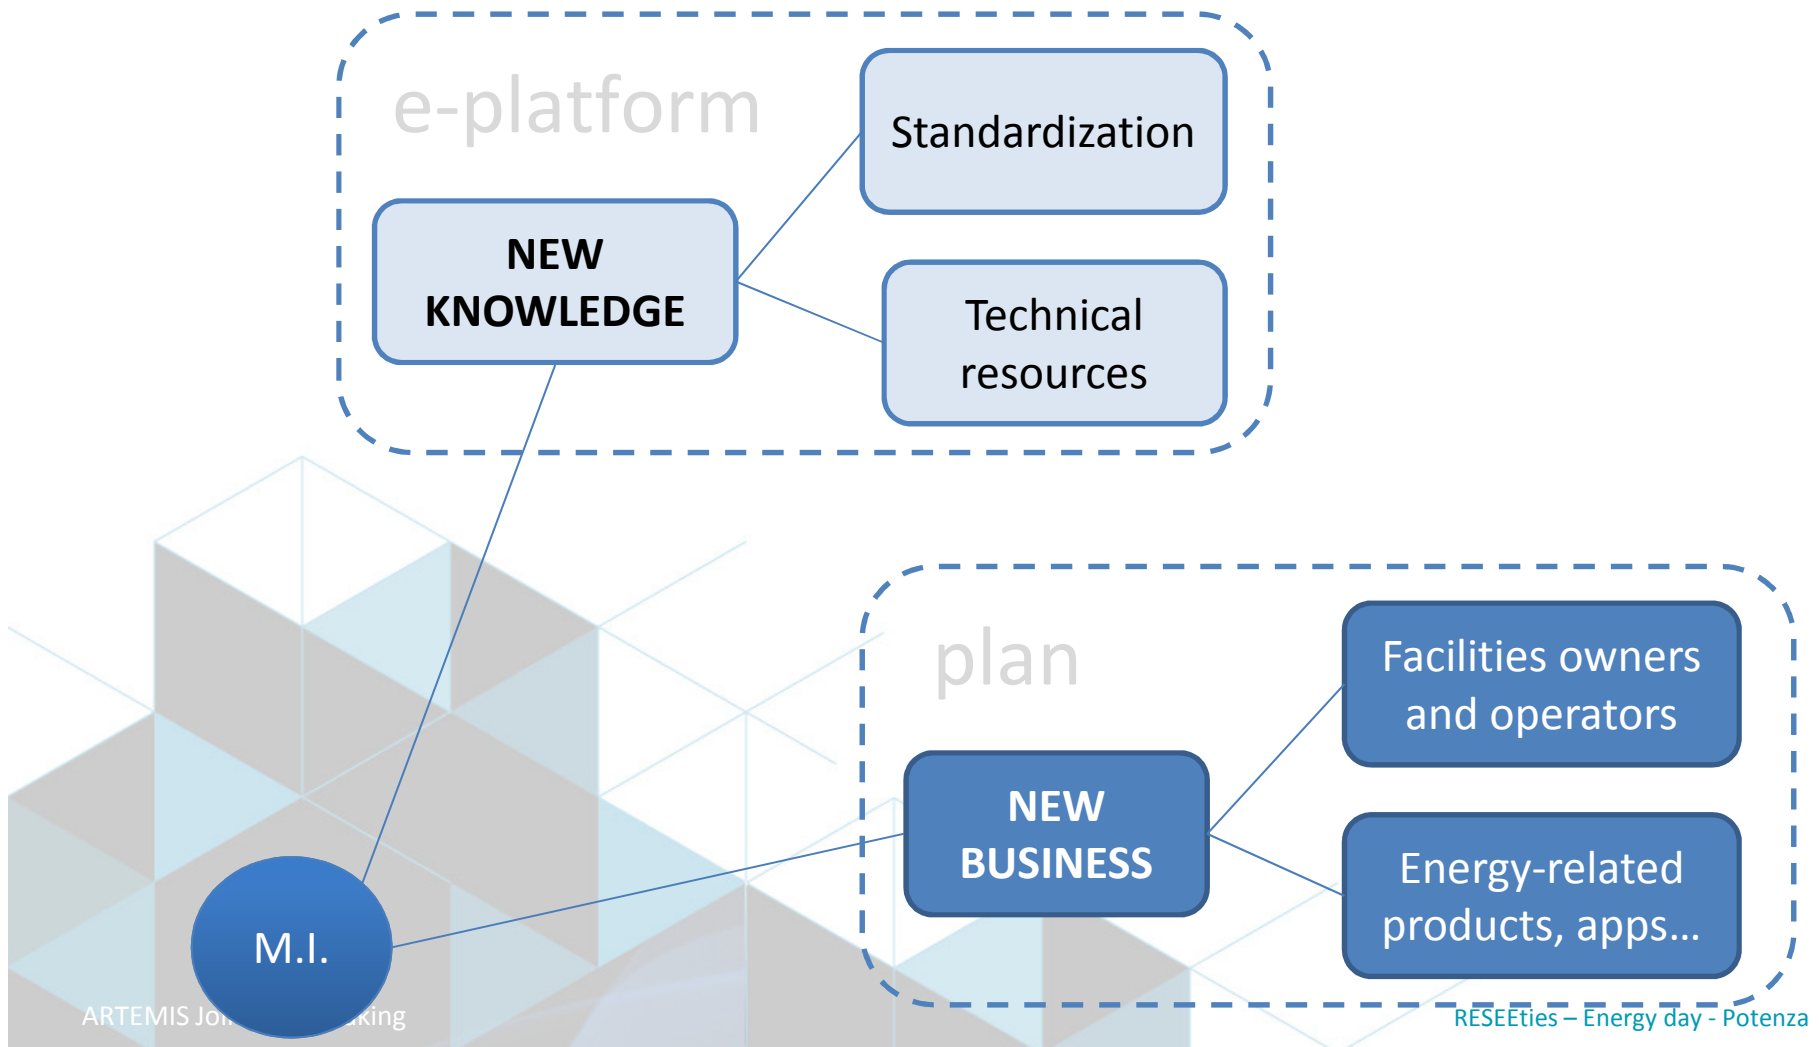 e-platform
Standardization
NEW
KNOWLEDGE
Technical
resources
plan
Facilities owners
and operators
NEW
BUSINESS
Energy-related
products, apps...
M.I.
ARTEMIS
RESEEties – Energy day - Potenza